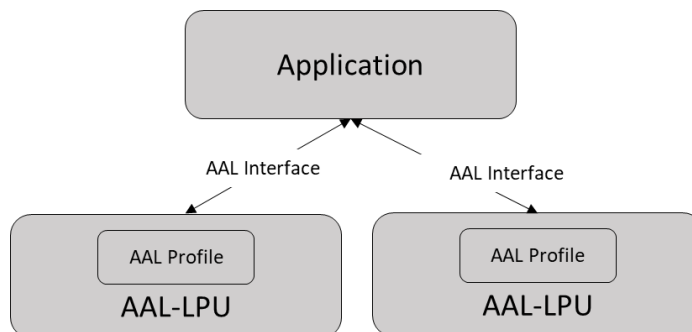 Application
AAL Interface
AAL Interface
AAL Profile
AAL Profile
AAL-LPU
AAL-LPU